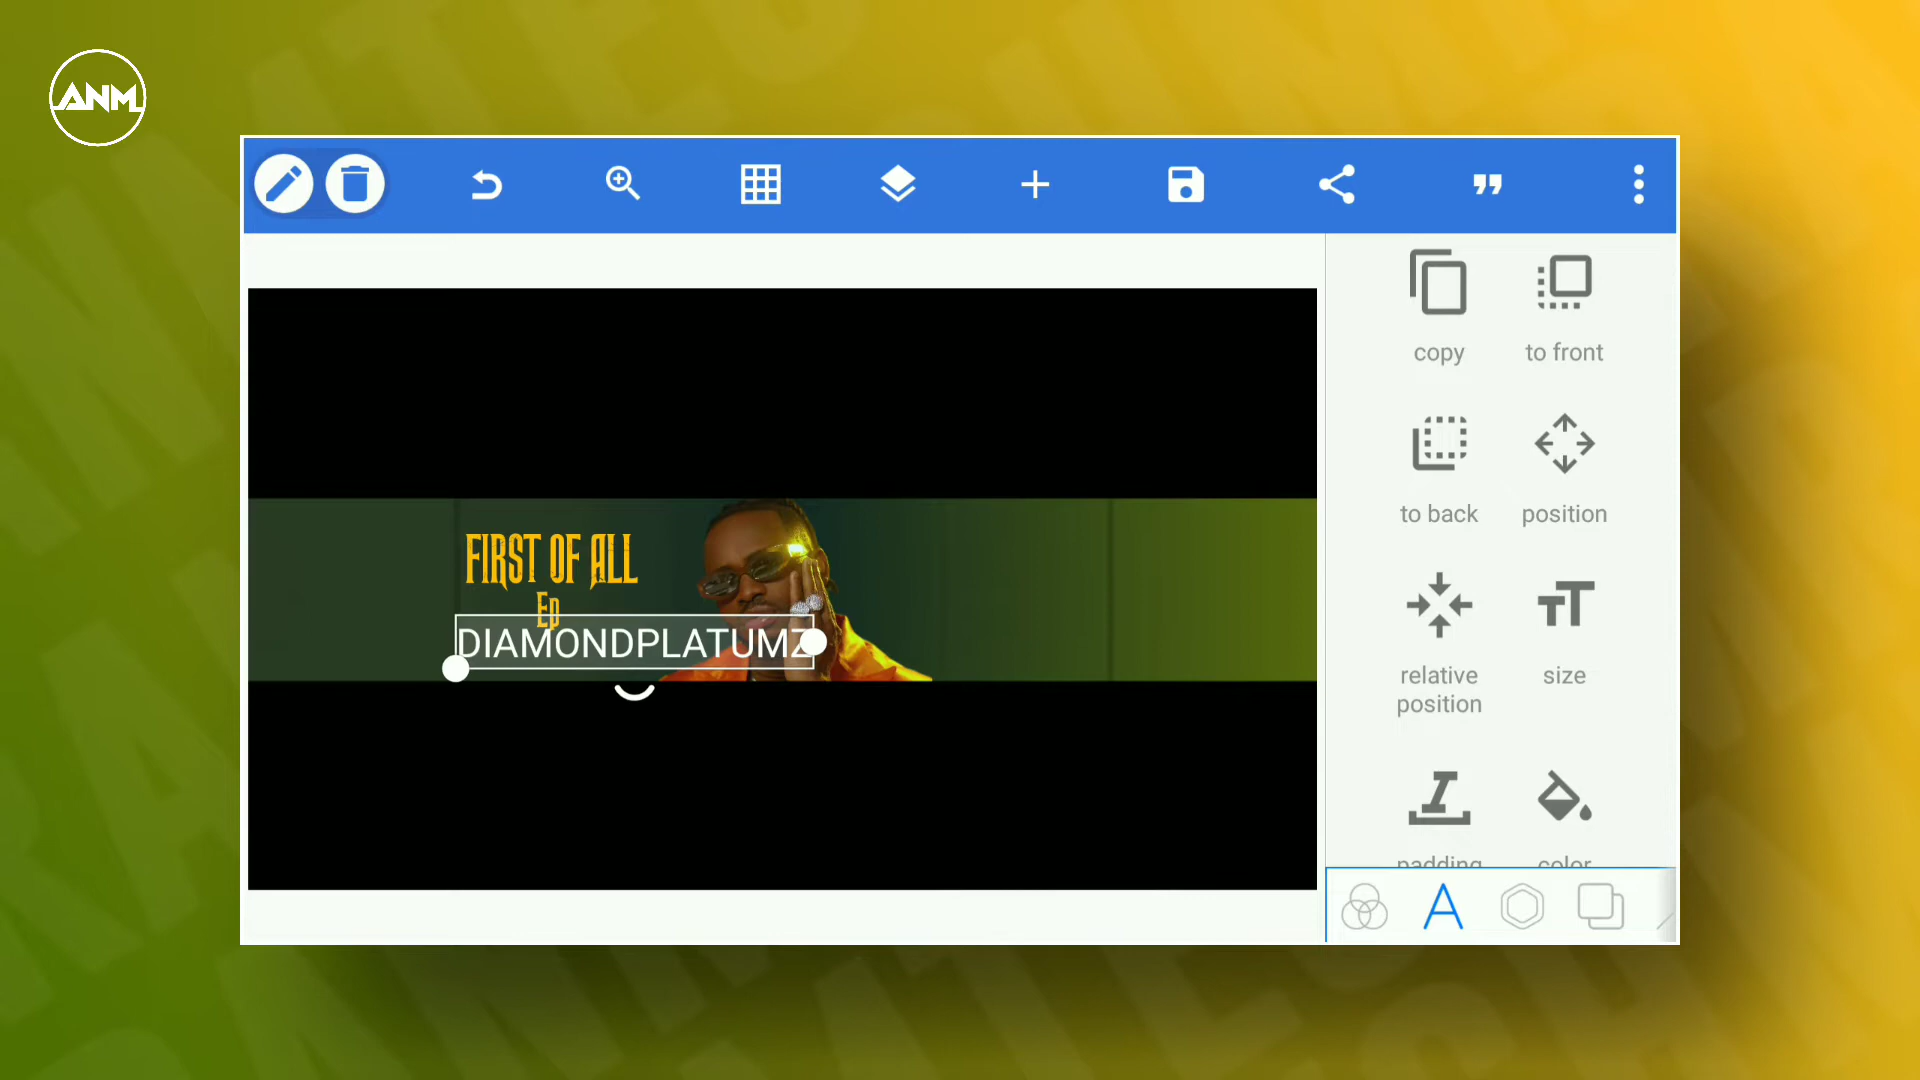 ANM
copy
to front
FIRST OF ALL
Ep
DIAMONDPLATUMZ
to back
position
relative
position
size
padding
color